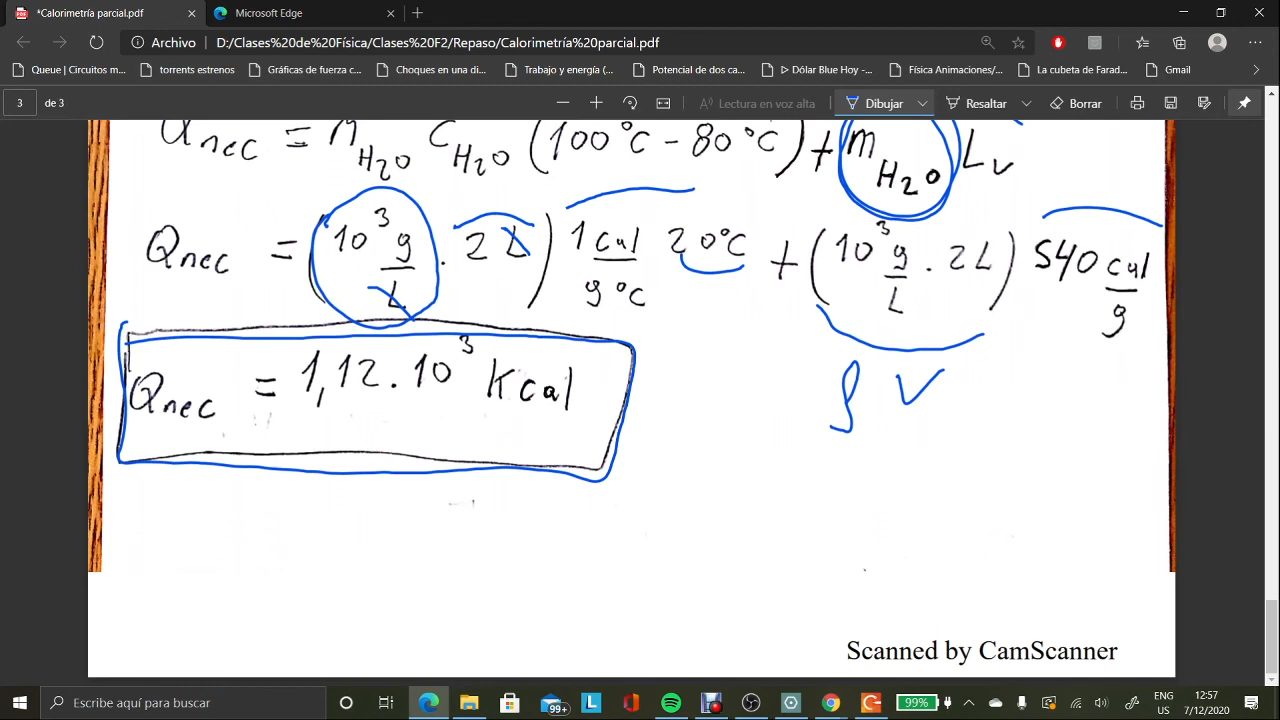 *Calorimetría parcial.pdf
Microsoft Edge
Archivo D:/Clases%20de%20Física/Clases%20F2/Repaso/Calorimetría%20parcial.pdf
Queue | Circuitos m... torrents estrenos Gráficas de fuerza c... Choques en una di... Trabajo y energía (... Potencial de dos ca... ▷ Dólar Blue Hoy -... Física Animaciones/... La cubeta de Farad... Gmail
3 de 3 Lectura en voz alta Dibujar Resaltar Borrar
Qnec = m H2O C H2O (100°C - 80°C) + m H2O Lv
Qnec = (10³ g/L . 2 L) 1 cal/g°C 20°C + (10³ g/L . 2L) 540 cal/g
Qnec = 1,12.10³ Kcal
ρ V
Scanned by CamScanner
Escribe aquí para buscar
99+
99%
ENG
US
12:57
7/12/2020